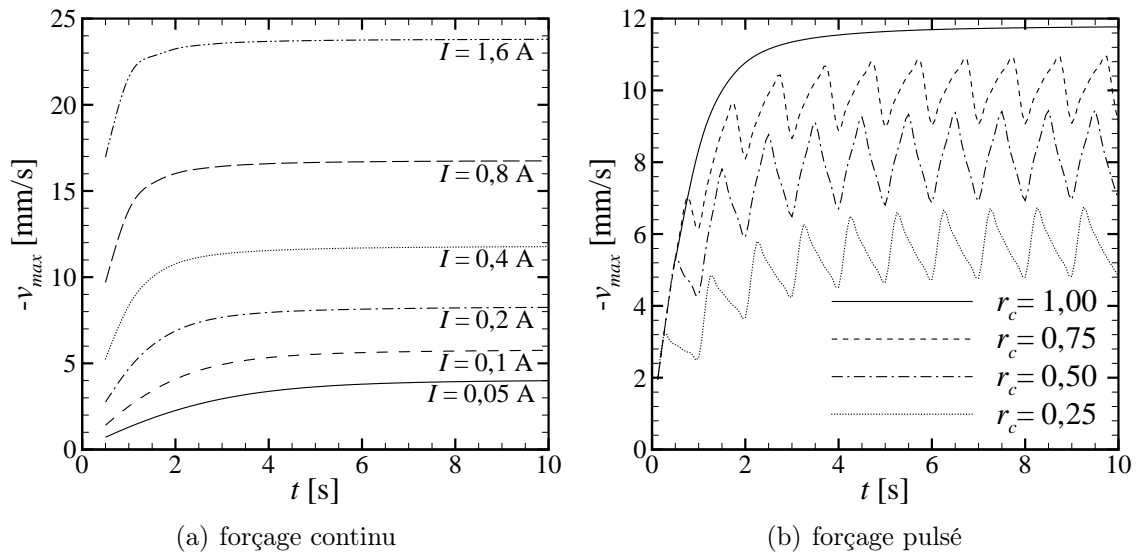 25
20
15
10
5
0
-v_max [mm/s]
I = 1,6 A
I = 0,8 A
I = 0,4 A
I = 0,2 A
I = 0,1 A
I = 0,05 A
0 2 4 6 8 10
t [s]
(a) forçage continu
12
10
8
6
4
2
0
-v_max [mm/s]
r_c = 1,00
r_c = 0,75
r_c = 0,50
r_c = 0,25
0 2 4 6 8 10
t [s]
(b) forçage pulsé